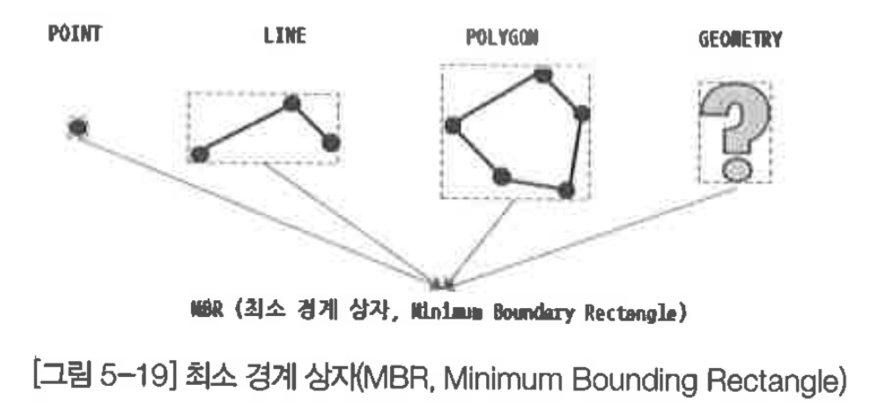 POINT LINE POLYGON GEOMETRY
MBR (최소 경계 상자, Minimum Boundary Rectangle)
[그림 5-19] 최소 경계 상자(MBR, Minimum Bounding Rectangle)